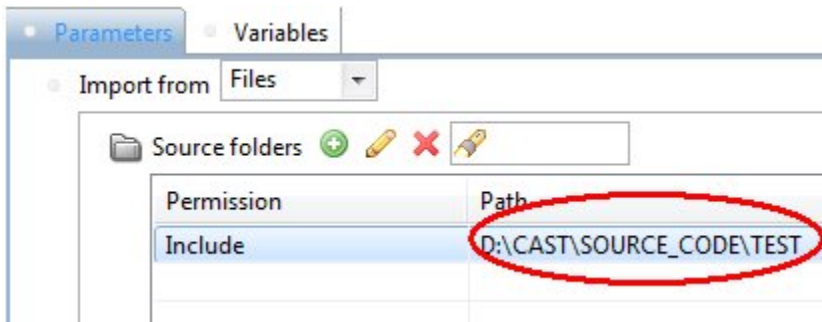 Parameters Variables
Import from Files
Source folders
Permission Path
Include D:\CAST\SOURCE_CODE\TEST